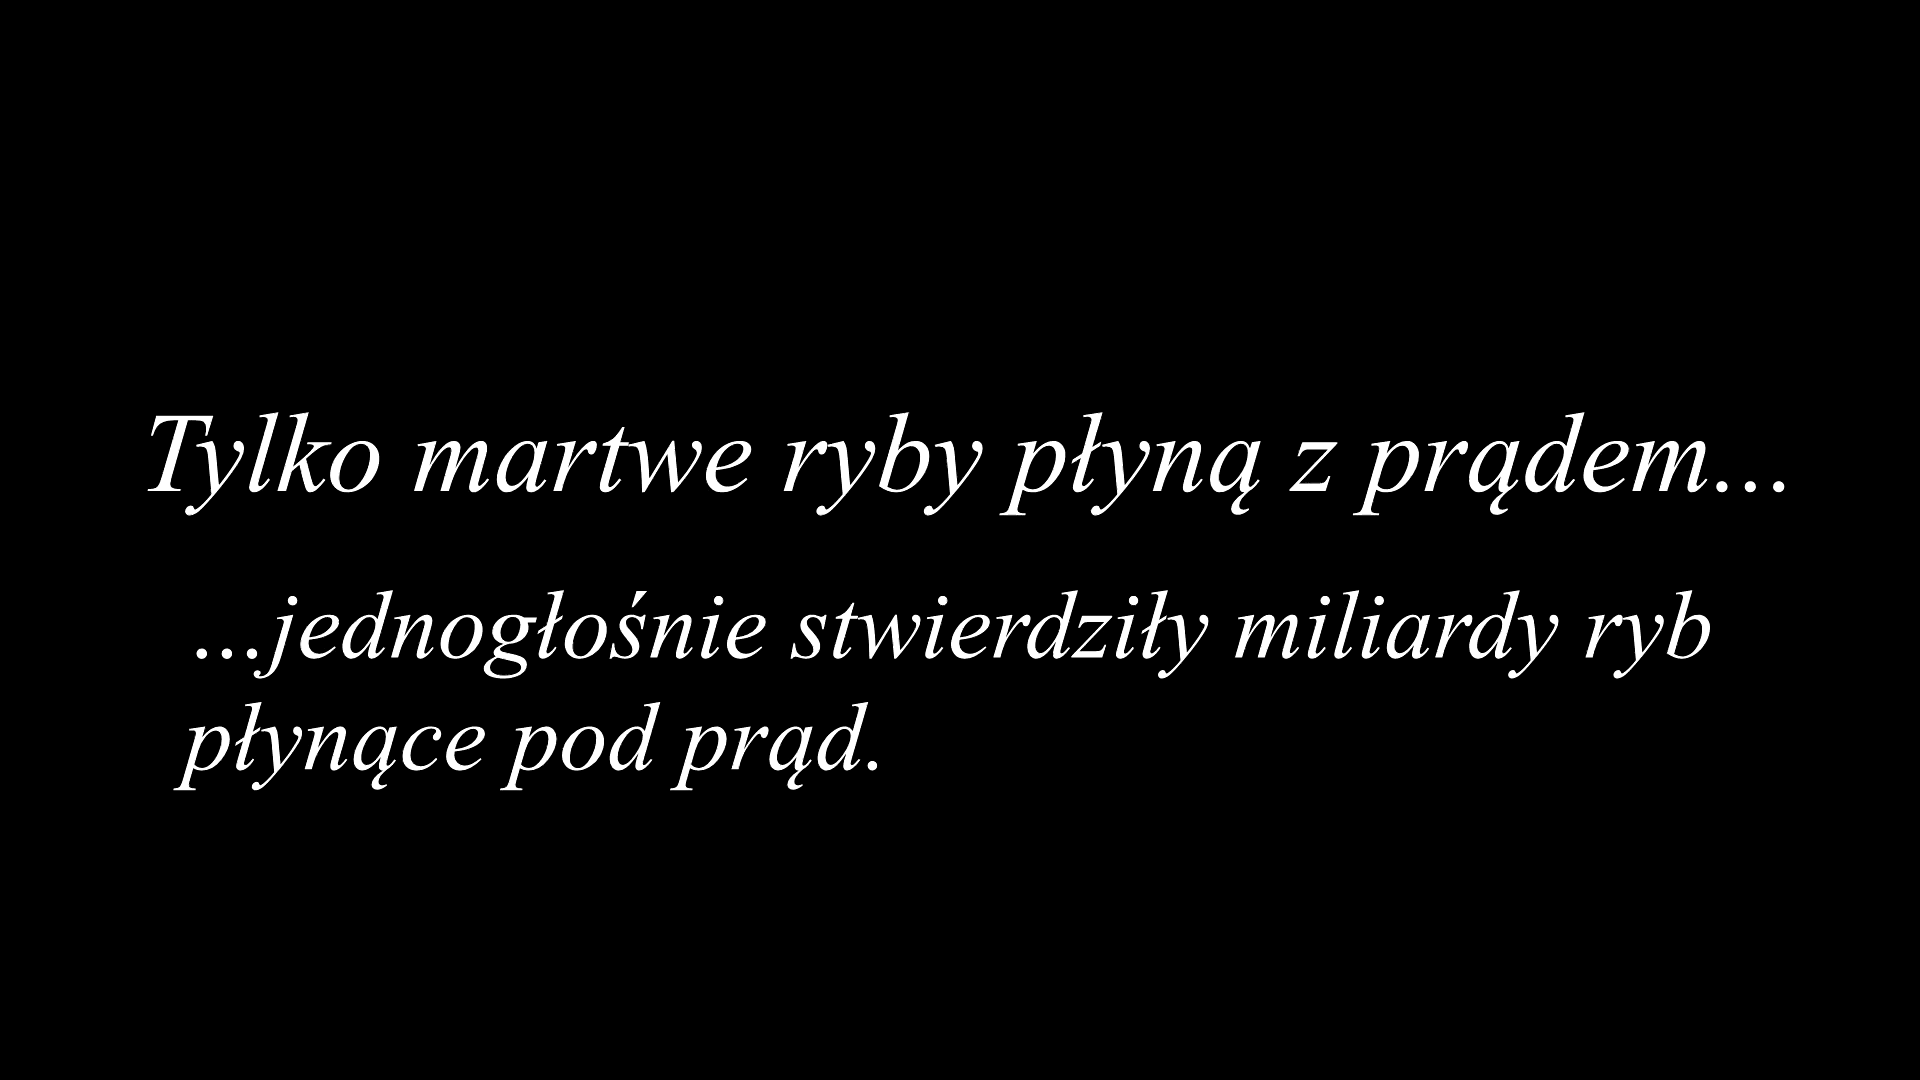 Tylko martwe ryby płyną z prądem...
...jednogłośnie stwierdziły miliardy ryb
płynące pod prąd.